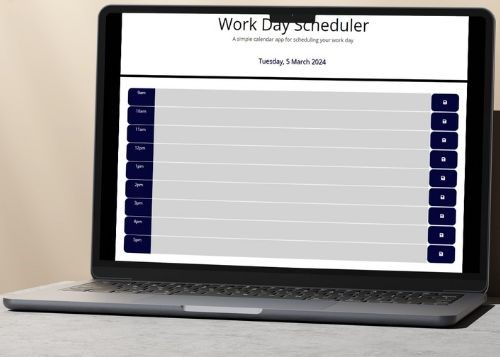 Work Day Scheduler
A simple calendar app for scheduling your work day.
Tuesday, 5 March 2024
9am
10am
11am
12pm
1pm
2pm
3pm
4pm
5pm